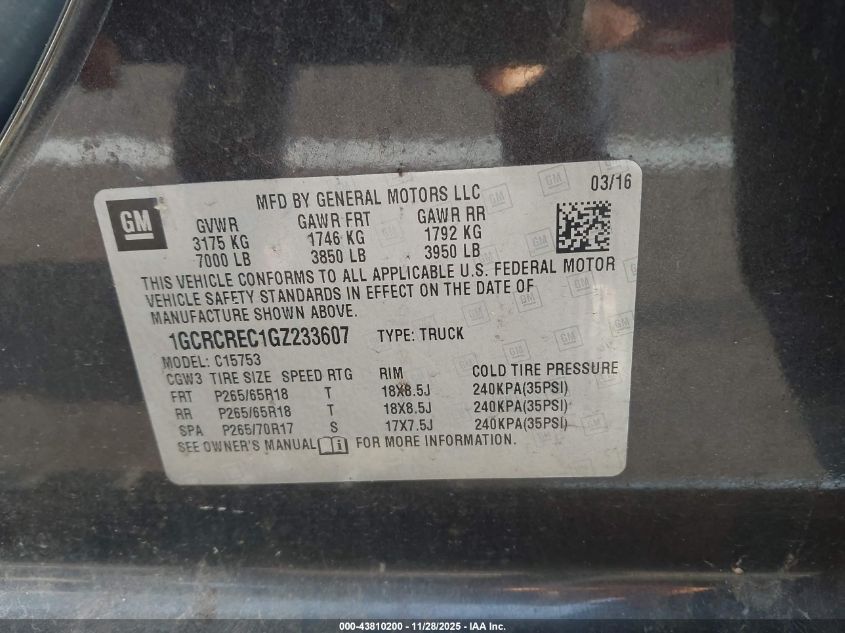 GM
MFD BY GENERAL MOTORS LLC 03/16
GVWR GAWR FRT GAWR RR
3175 KG 1746 KG 1792 KG
7000 LB 3850 LB 3950 LB
THIS VEHICLE CONFORMS TO ALL APPLICABLE U.S. FEDERAL MOTOR
VEHICLE SAFETY STANDARDS IN EFFECT ON THE DATE OF
MANUFACTURE SHOWN ABOVE.
1GCRCREC1GZ233607 TYPE: TRUCK
MODEL: C15753
CGW3 TIRE SIZE SPEED RTG RIM COLD TIRE PRESSURE
FRT P265/65R18 T 18X8.5J 240KPA(35PSI)
RR P265/65R18 T 18X8.5J 240KPA(35PSI)
SPA P265/70R17 S 17X7.5J 240KPA(35PSI)
SEE OWNER'S MANUAL FOR MORE INFORMATION.
000-43810200 - 11/28/2025 - IAA Inc.